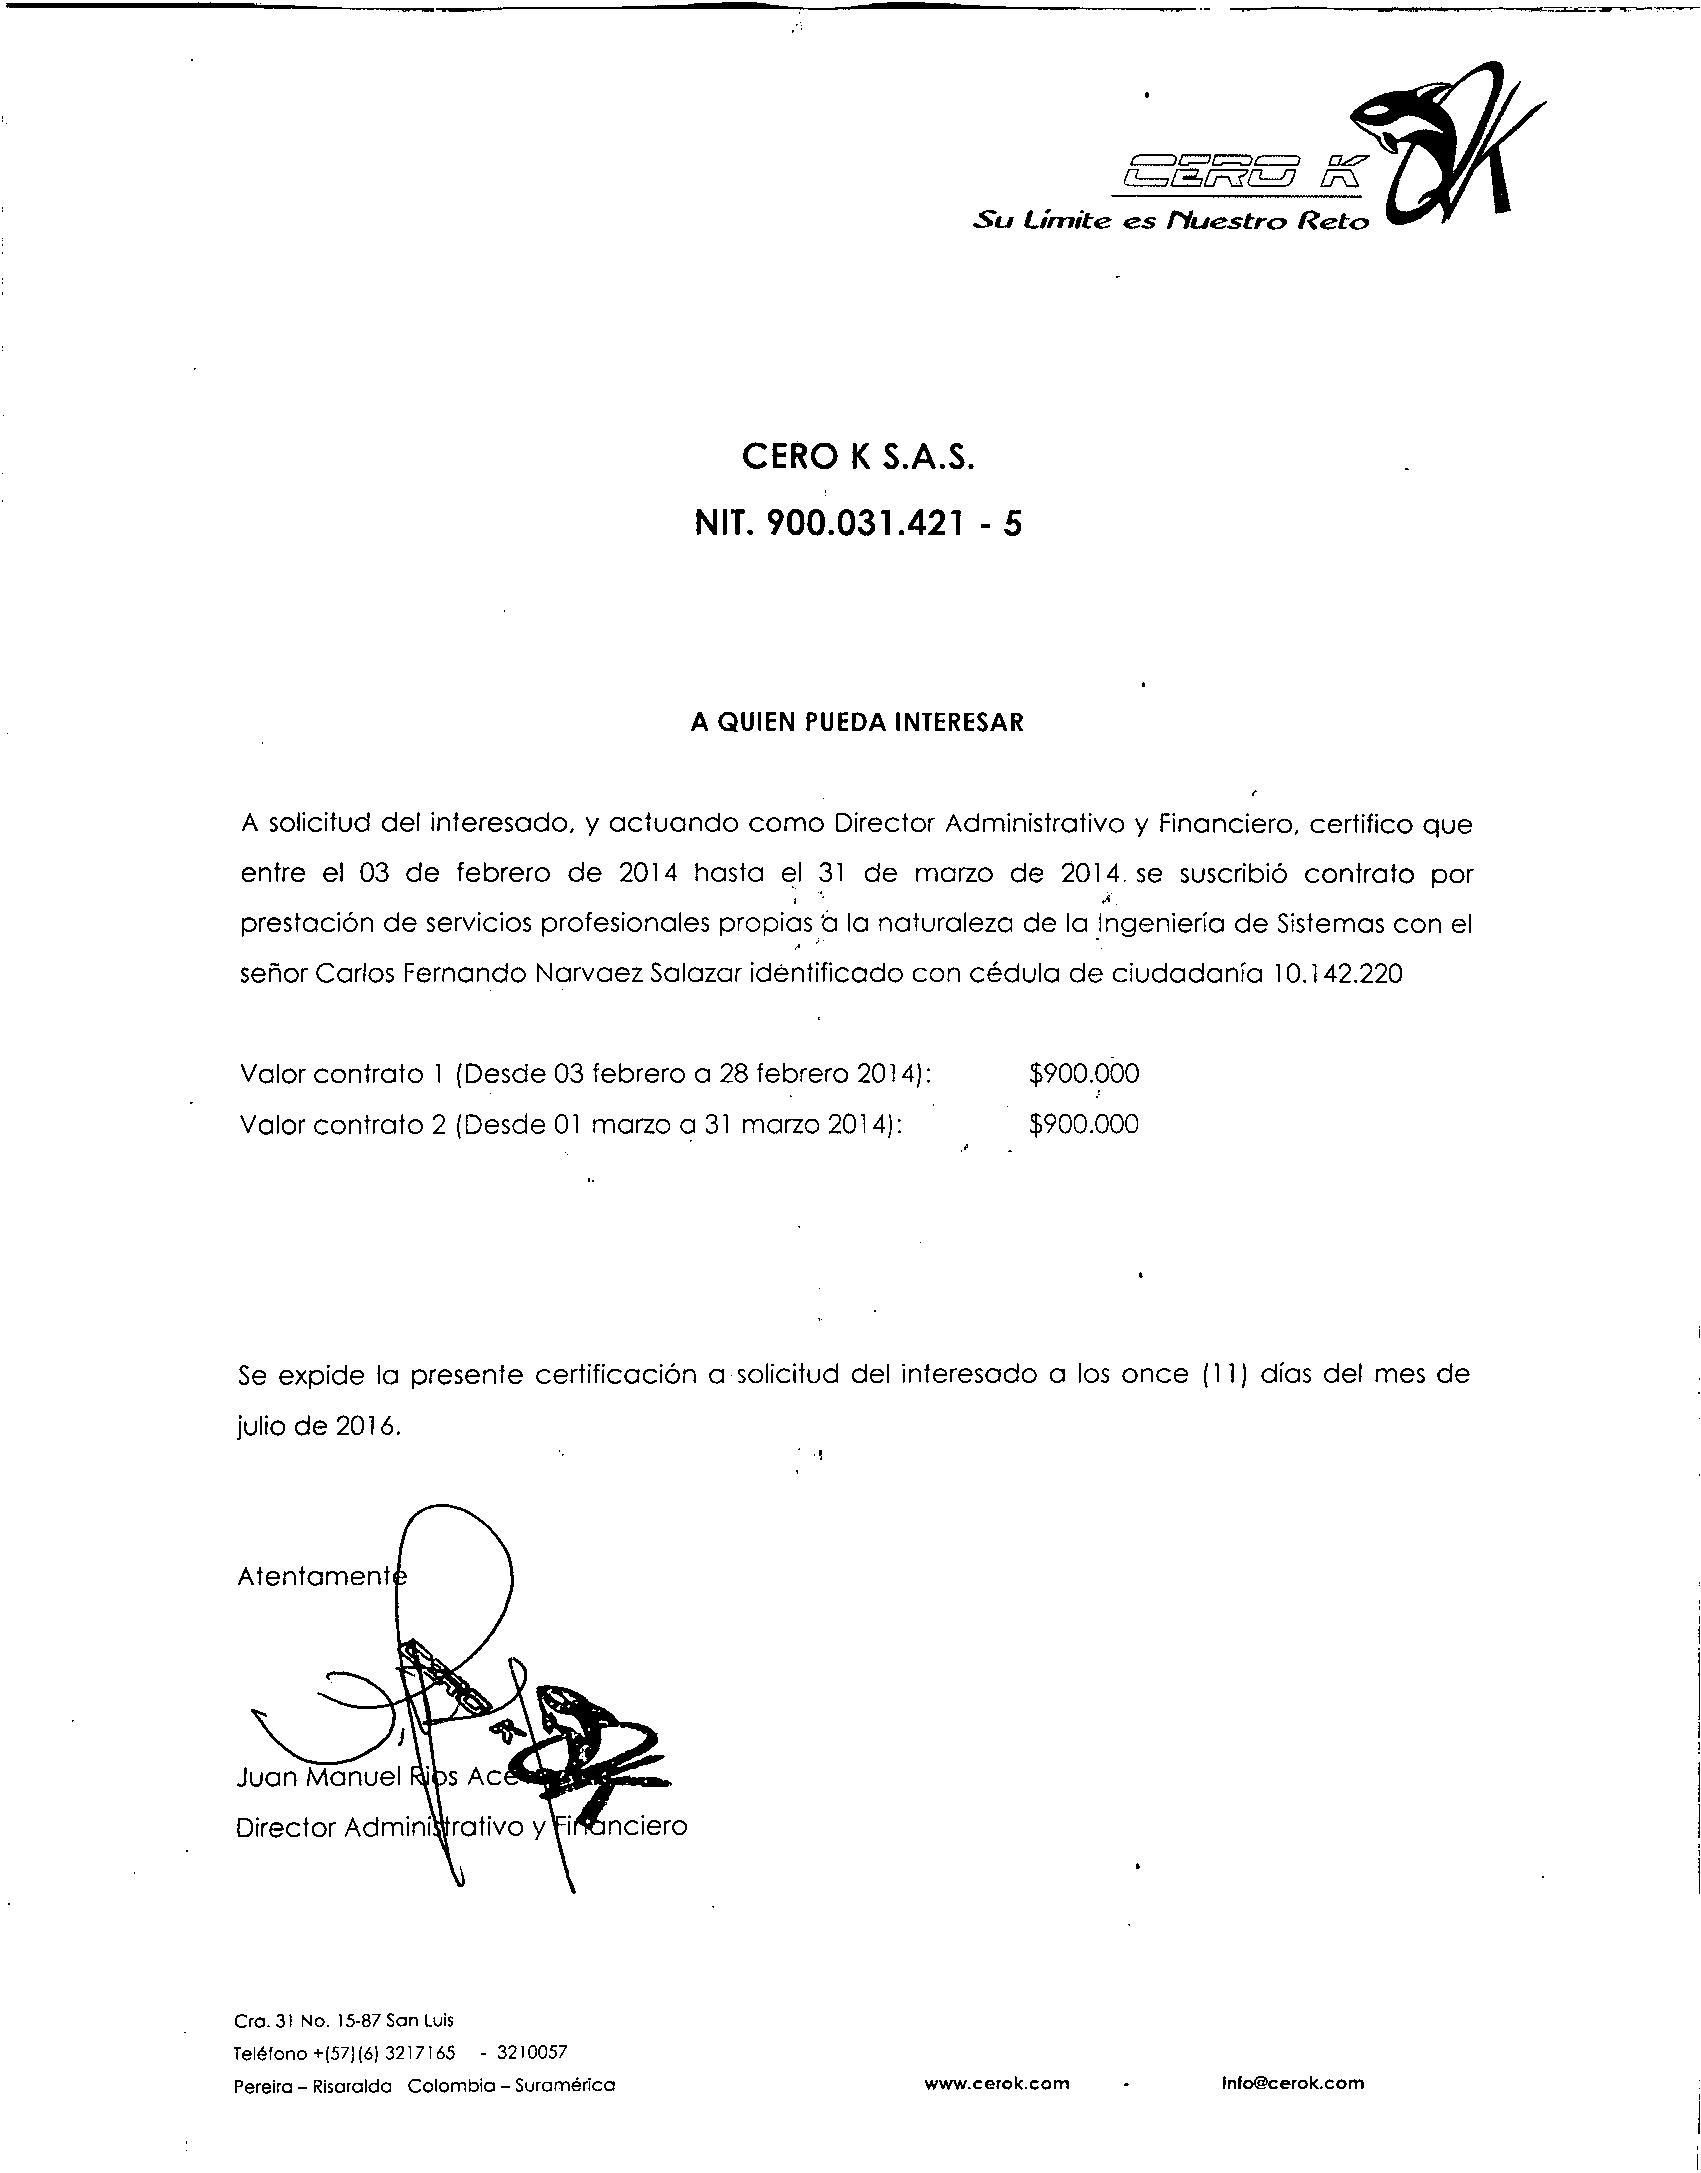 CERO K
Su Límite es Nuestro Reto
CERO K S.A.S.
NIT. 900.031.421 - 5
A QUIEN PUEDA INTERESAR
A solicitud del interesado, y actuando como Director Administrativo y Financiero, certifico que
entre el 03 de febrero de 2014 hasta el 31 de marzo de 2014. se suscribió contrato por
prestación de servicios profesionales propias a la naturaleza de la Ingeniería de Sistemas con el
señor Carlos Fernando Narvaez Salazar identificado con cédula de ciudadanía 10.142.220
Valor contrato 1 (Desde 03 febrero a 28 febrero 2014): $900.000
Valor contrato 2 (Desde 01 marzo a 31 marzo 2014): $900.000
Se expide la presente certificación a solicitud del interesado a los once (11) días del mes de
julio de 2016.
Atentamente
CERO K
Juan Manuel Rios
Director Administrativo y Financiero
Cra. 31 No. 15-87 San Luis
Teléfono +(57)(6) 3217165 - 3210057
Pereira – Risaralda Colombia – Suramérica www.cerok.com - info@cerok.com